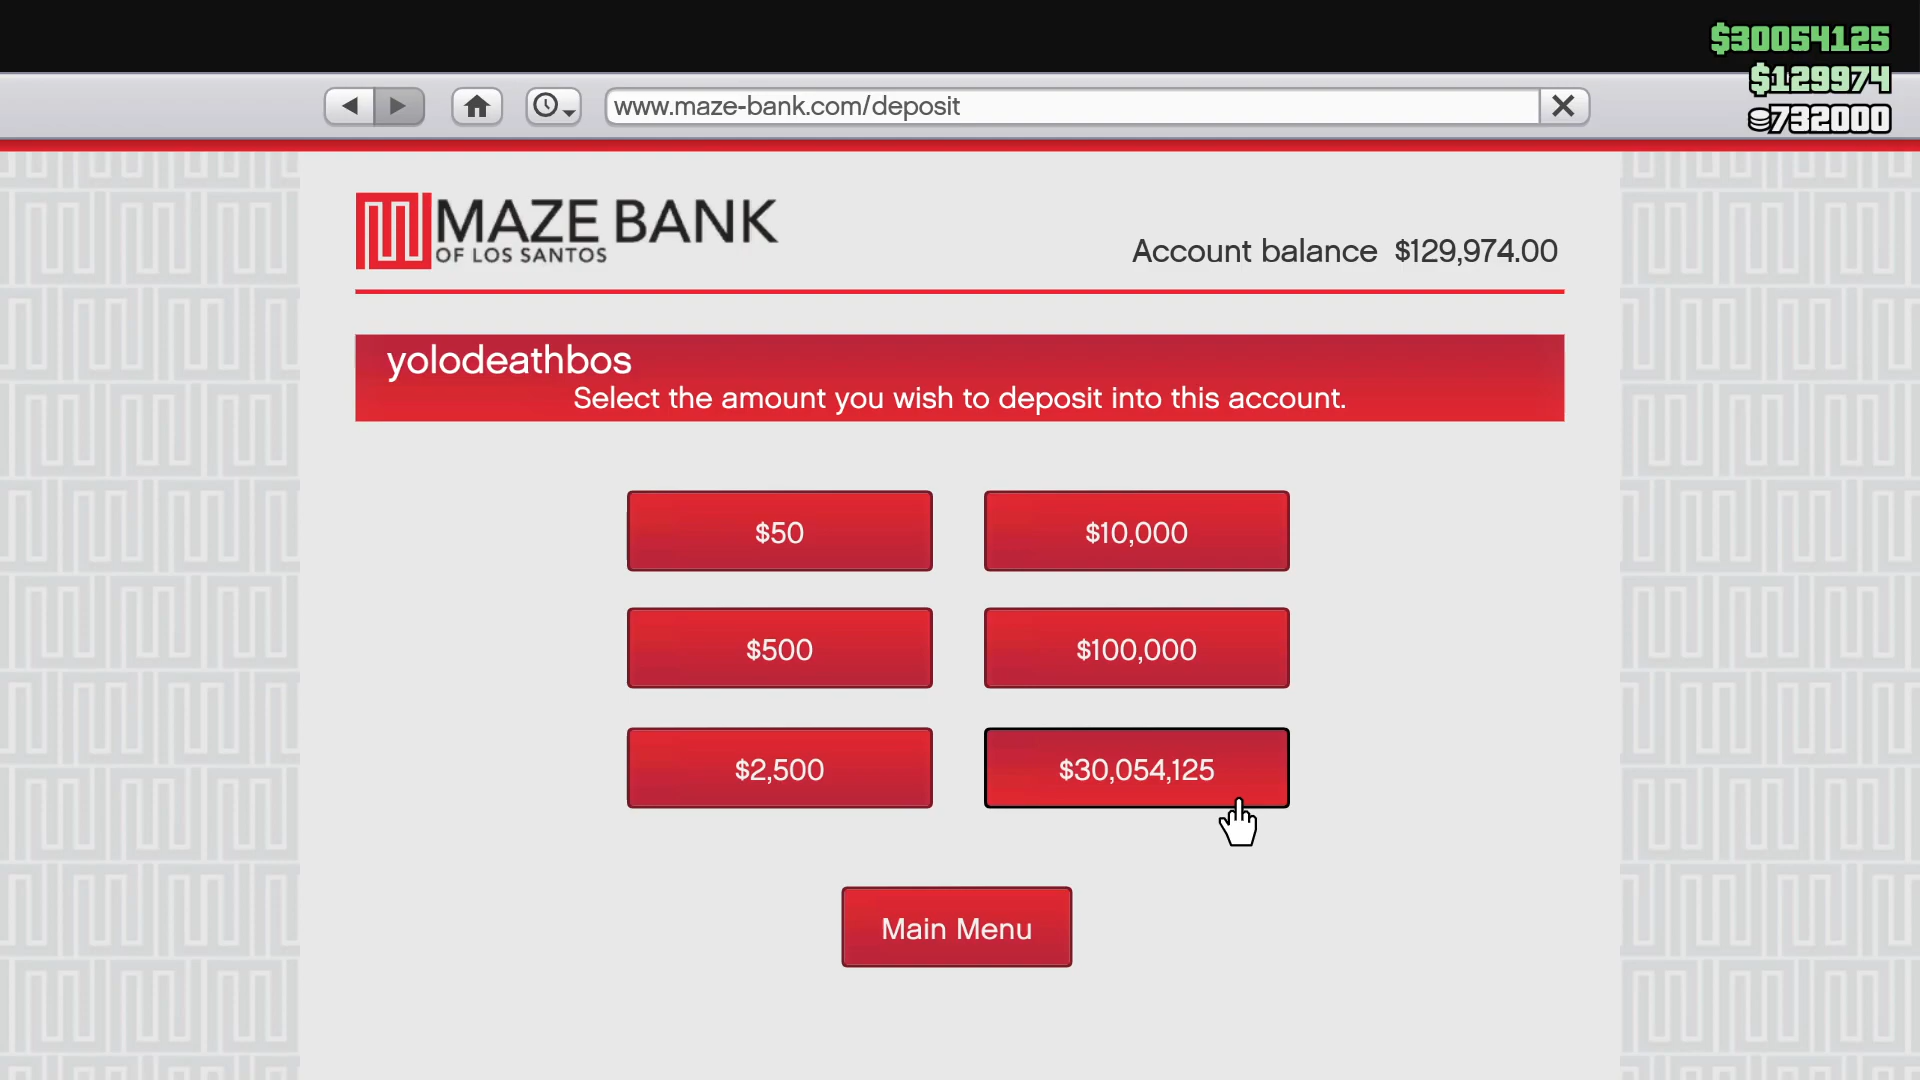 $30054125
$129974
732000
www.maze-bank.com/deposit
MAZE BANK
OF LOS SANTOS
Account balance $129,974.00
yolodeathbos
Select the amount you wish to deposit into this account.
$50
$10,000
$500
$100,000
$2,500
$30,054,125
Main Menu